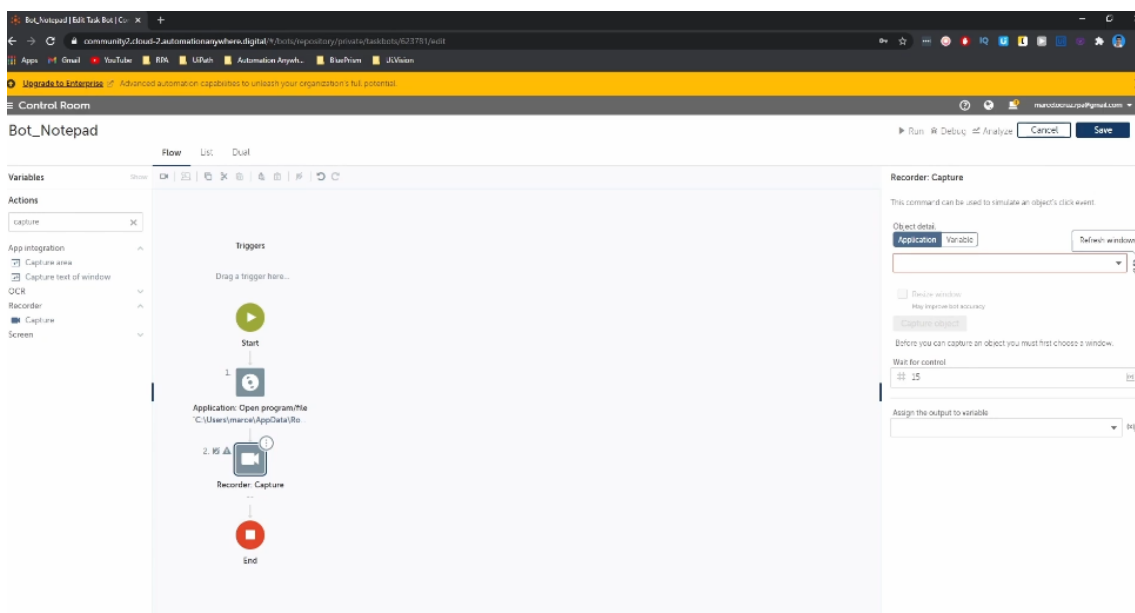 Bot_Notepad | Edit Task Bot | Co
community2.cloud-2.automationanywhere.digital/#/bots/repository/private/taskbots/623781/edit
Apps Gmail YouTube RPA UiPath Automation Anywh... BluePrism UiVision
Upgrade to Enterprise Advanced automation capabilities to unleash your organization's full potential.
Control Room
Bot_Notepad
Run Debug Analyze Cancel Save
Flow List Dual
Variables Show
Recorder: Capture
Actions
This command can be used to simulate an object's click event.
capture
Object detail
Application Variable
Refresh window
App integration
Capture area
Capture text of window
OCR
Recorder
Capture
Screen
Triggers
Drag a trigger here...
Start
1.
Application: Open program/file
"C:\Users\marce\AppData\Ro...
2.
Recorder: Capture
--
End
Resize window
May improve bot accuracy
Capture object
Before you can capture an object you must first choose a window.
Wait for control
# 15
Assign the output to variable